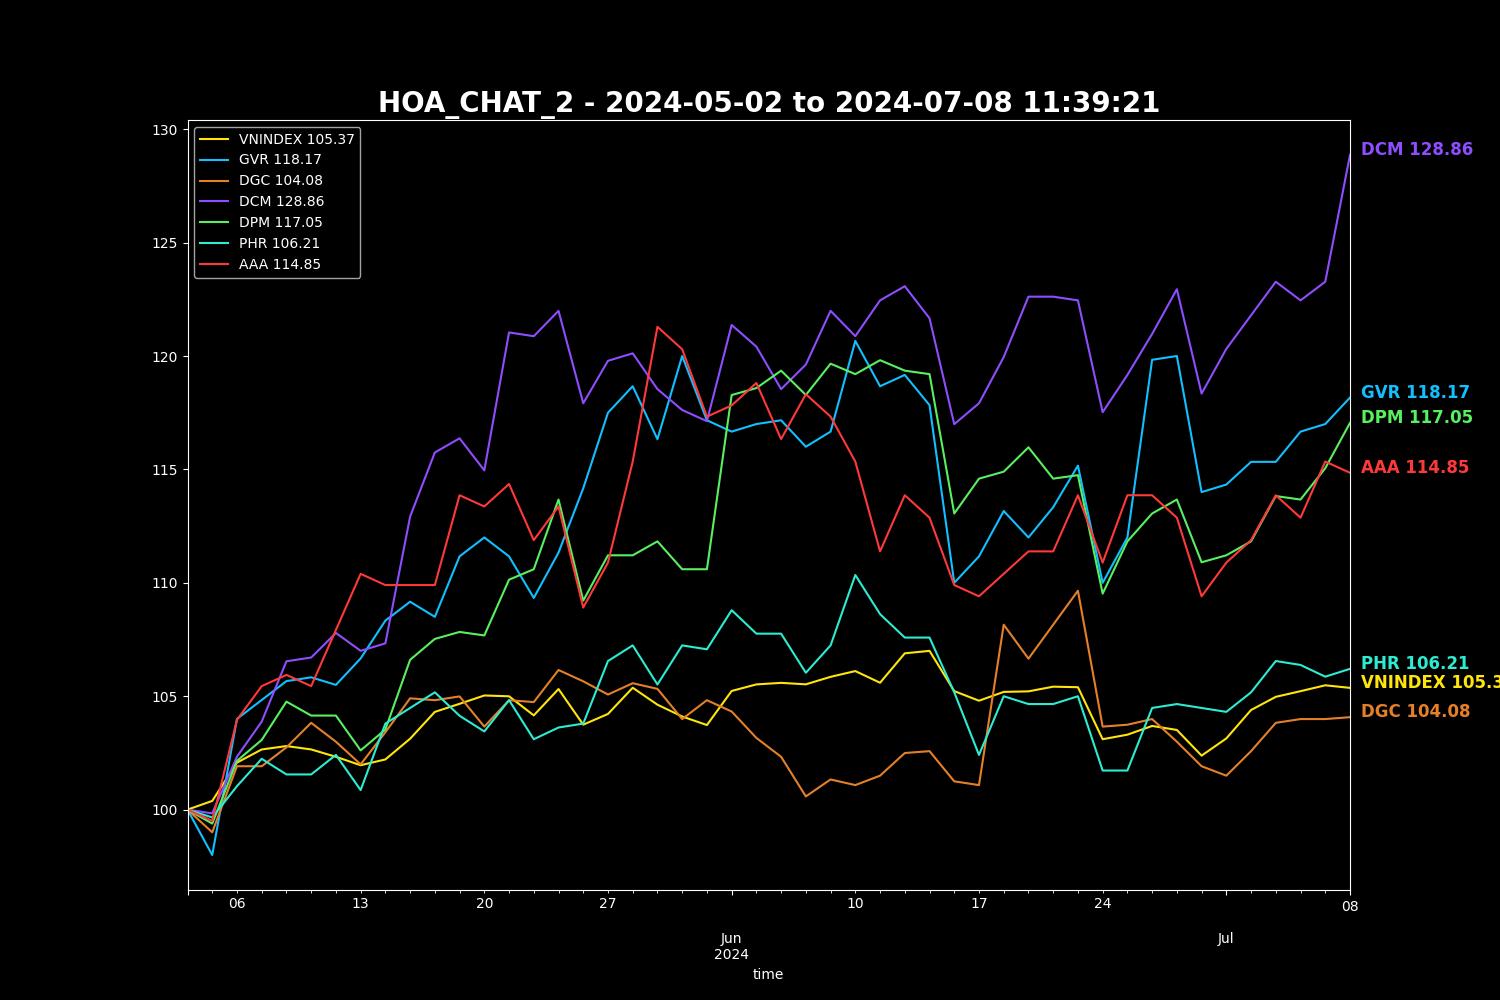 HOA_CHAT_2 - 2024-05-02 to 2024-07-08 11:39:21
VNINDEX 105.37
GVR 118.17
DGC 104.08
DCM 128.86
DPM 117.05
PHR 106.21
AAA 114.85
130
125
120
115
110
105
100
DCM 128.86
GVR 118.17
DPM 117.05
AAA 114.85
PHR 106.21
VNINDEX 105.3
DGC 104.08
06 13 20 27 10 17 24 08
Jun Jul
2024
time